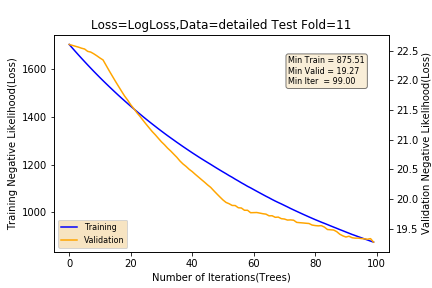 Loss=LogLoss,Data=detailed Test Fold=11
Training Negative Likelihood(Loss)
1600
1400
1200
1000
Min Train = 875.51
Min Valid = 19.27
Min Iter = 99.00
Training
Validation
22.5
22.0
21.5
21.0
20.5
20.0
19.5
Validation Negative Likelihood(Loss)
0 20 40 60 80 100
Number of Iterations(Trees)